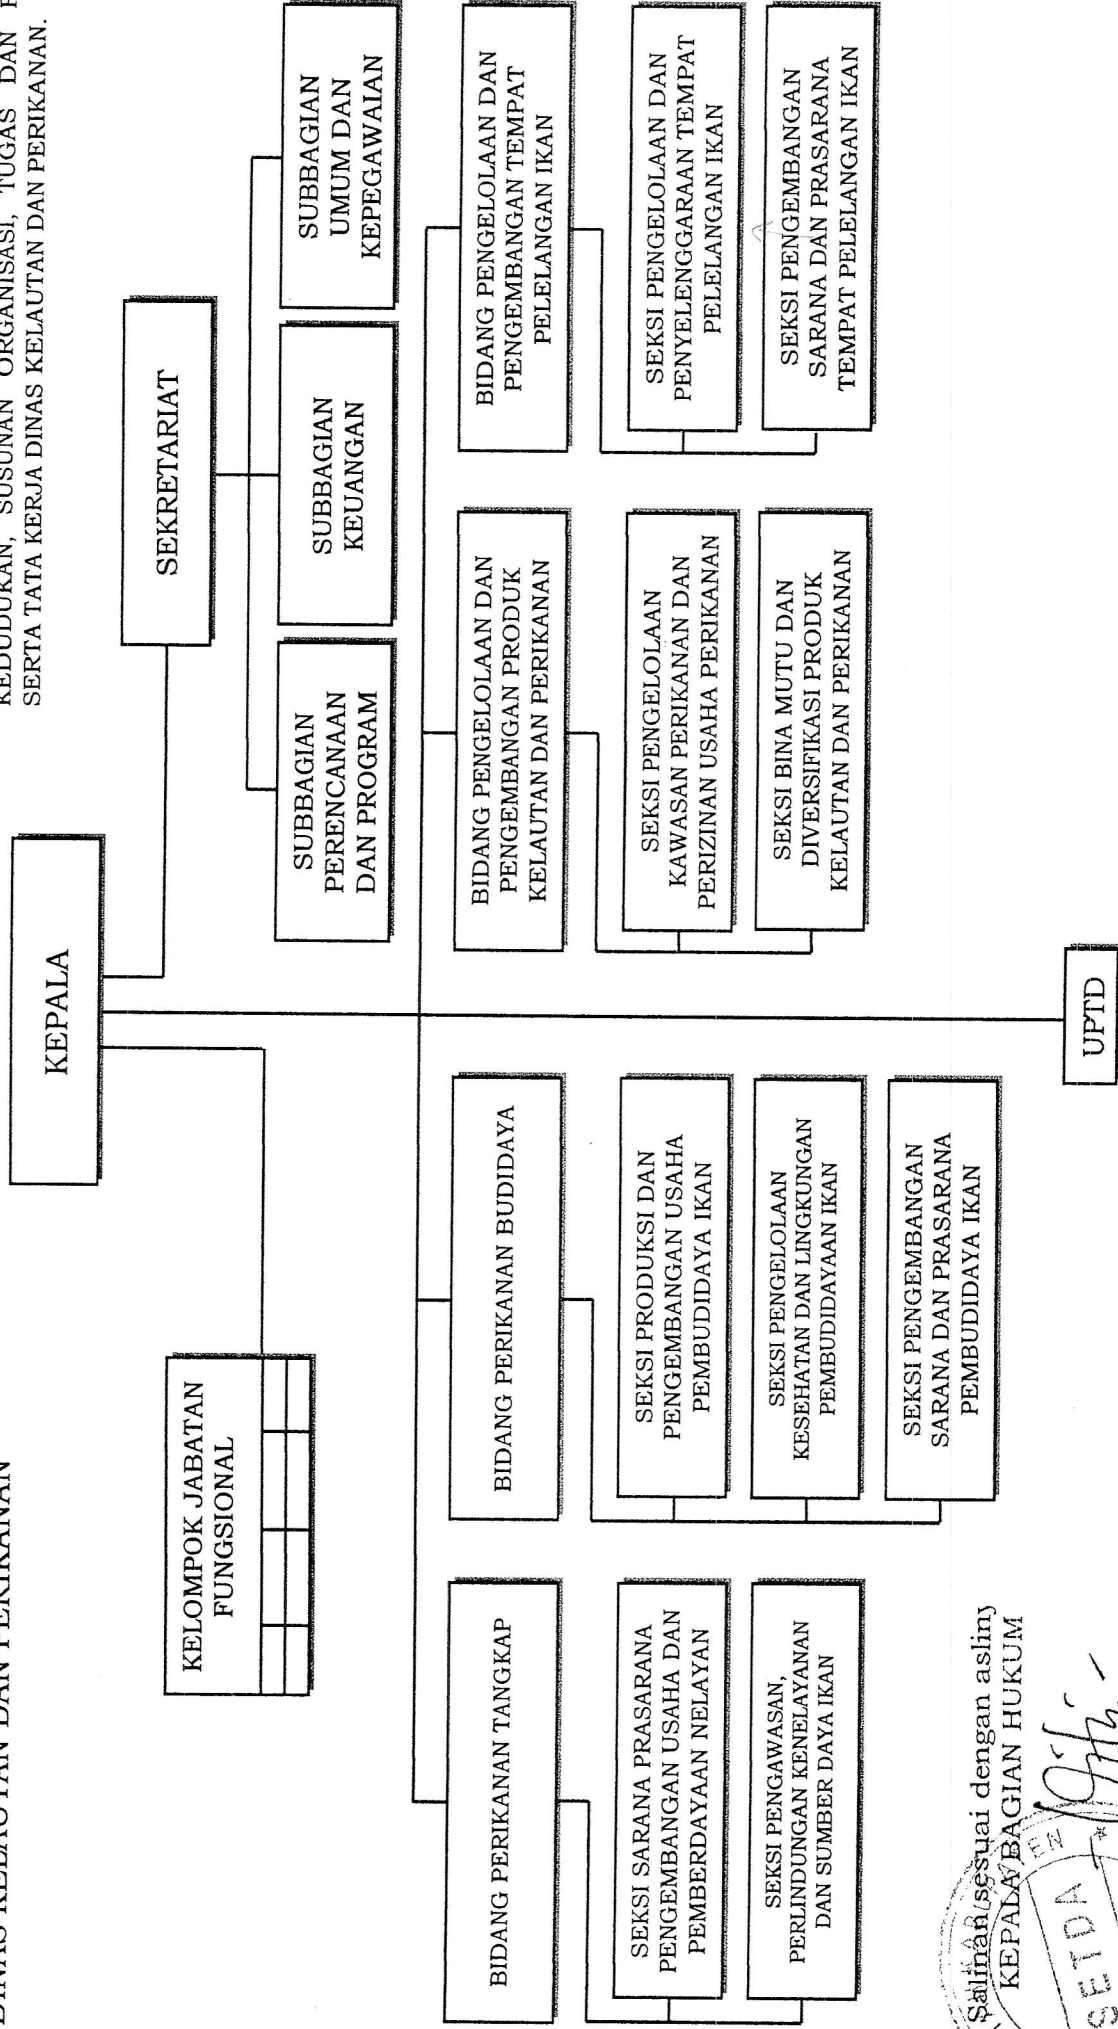 DINAS KELAUTAN DAN PERIKANAN
KEDUDUKAN, SUSUNAN ORGANISASI, TUGAS DAN
SERTA TATA KERJA DINAS KELAUTAN DAN PERIKANAN.
KEPALA
KELOMPOK JABATAN
FUNGSIONAL
SEKRETARIAT
SUBBAGIAN
PERENCANAAN
DAN PROGRAM
SUBBAGIAN
KEUANGAN
SUBBAGIAN
UMUM DAN
KEPEGAWAIAN
BIDANG PERIKANAN TANGKAP
SEKSI SARANA PRASARANA
PENGEMBANGAN USAHA DAN
PEMBERDAYAAN NELAYAN
SEKSI PENGAWASAN,
PERLINDUNGAN KENELAYANAN
DAN SUMBER DAYA IKAN
BIDANG PERIKANAN BUDIDAYA
SEKSI PRODUKSI DAN
PENGEMBANGAN USAHA
PEMBUDIDAYA IKAN
SEKSI PENGELOLAAN
KESEHATAN DAN LINGKUNGAN
PEMBUDIDAYAAN IKAN
SEKSI PENGEMBANGAN
SARANA DAN PRASARANA
PEMBUDIDAYA IKAN
BIDANG PENGELOLAAN DAN
PENGEMBANGAN PRODUK
KELAUTAN DAN PERIKANAN
SEKSI PENGELOLAAN
KAWASAN PERIKANAN DAN
PERIZINAN USAHA PERIKANAN
SEKSI BINA MUTU DAN
DIVERSIFIKASI PRODUK
KELAUTAN DAN PERIKANAN
BIDANG PENGELOLAAN DAN
PENGEMBANGAN TEMPAT
PELELANGAN IKAN
SEKSI PENGELOLAAN DAN
PENYELENGGARAAN TEMPAT
PELELANGAN IKAN
SEKSI PENGEMBANGAN
SARANA DAN PRASARANA
TEMPAT PELELANGAN IKAN
UPTD
Salinan sesuai dengan asliny
KEPALA BAGIAN HUKUM
SETDA